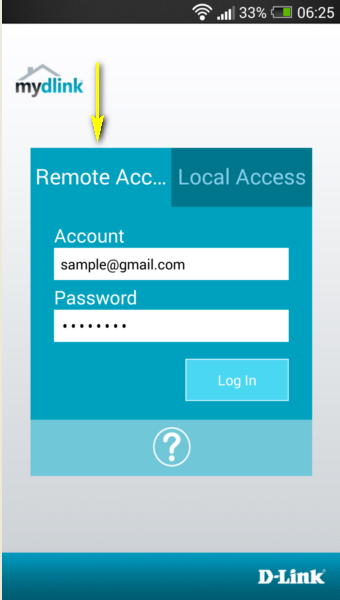 33% 06:25
mydlink
Remote Acc... Local Access
Account
sample@gmail.com
Password
••••••••
Log In
?
D-Link